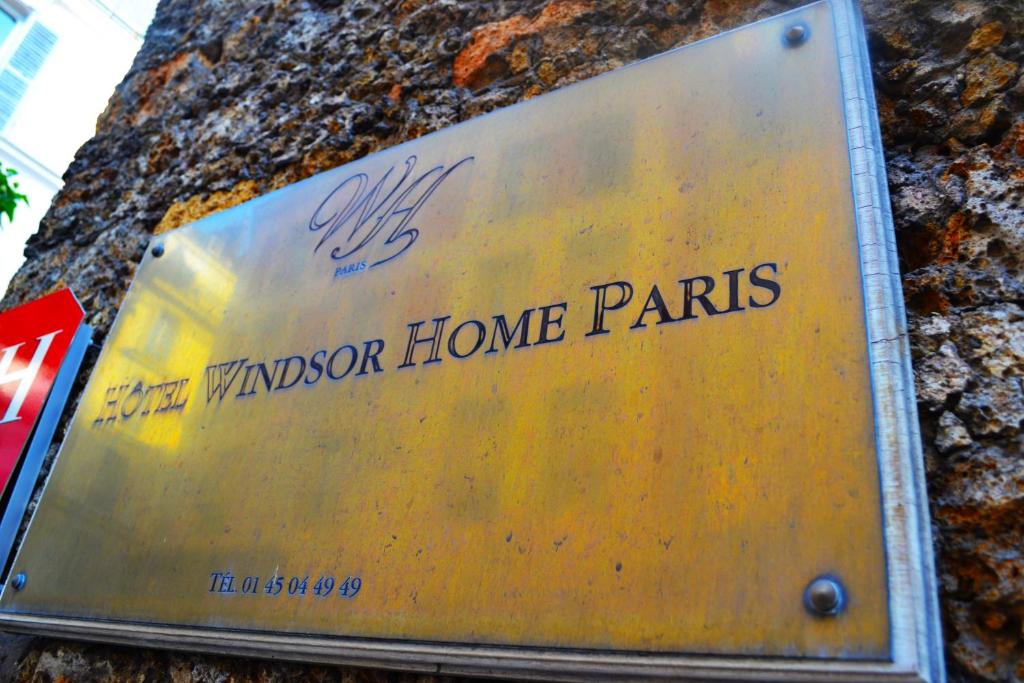 WH
PARIS
HÔTEL WINDSOR HOME PARIS
TÉL. 01 45 04 49 49
H